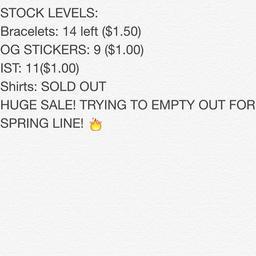 STOCK LEVELS:
Bracelets: 14 left ($1.50)
OG STICKERS: 9 ($1.00)
IST: 11($1.00)
Shirts: SOLD OUT
HUGE SALE! TRYING TO EMPTY OUT FOR
SPRING LINE! 🔥